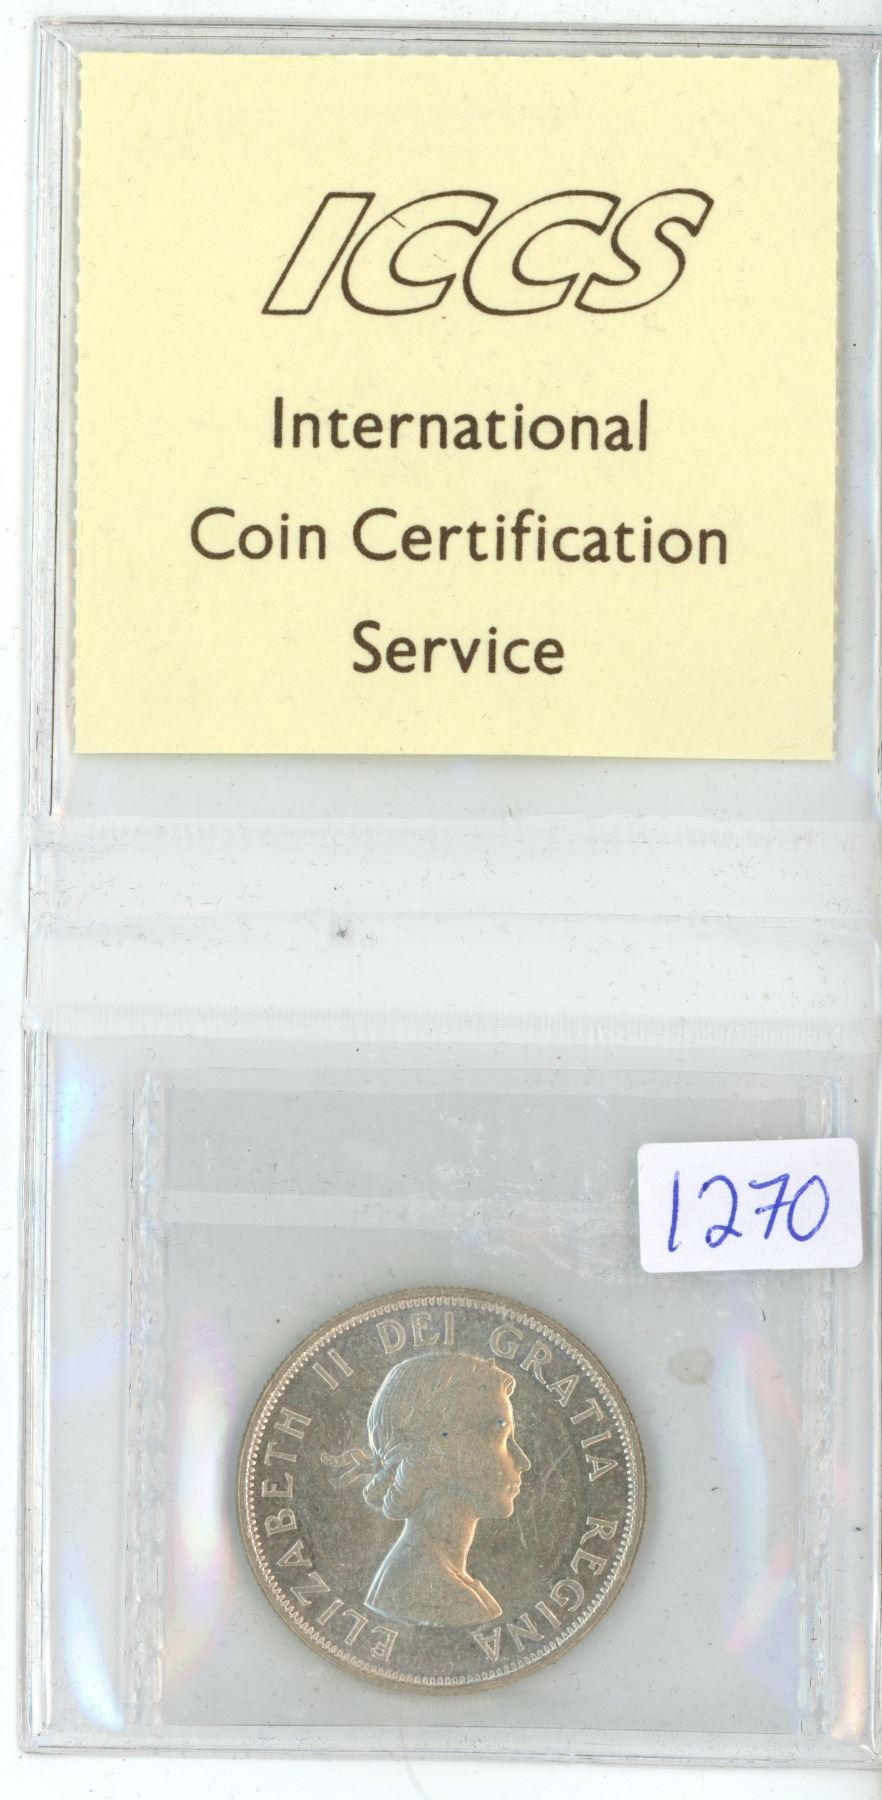 ICCS
International
Coin Certification
Service
1270
ELIZABETH II DEI GRATIA REGINA